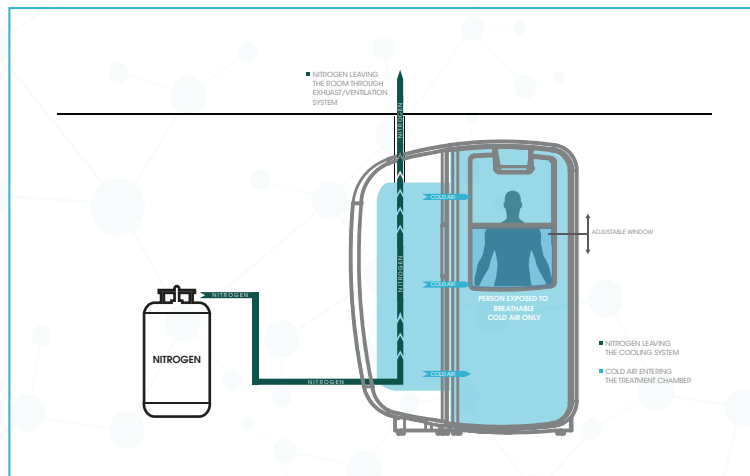 NITROGEN LEAVING
THE ROOM THROUGH
EXHUAST/VENTILATION
SYSTEM
NITROGEN
COLD AIR
ADJUSTABLE WINDOW
NITROGEN
COLD AIR
NITROGEN
PERSON EXPOSED TO
BREATHABLE
COLD AIR ONLY
NITROGEN
NITROGEN LEAVING
THE COOLING SYSTEM
COLD AIR
NITROGEN
COLD AIR ENTERING
THE TREATMENT CHAMBER